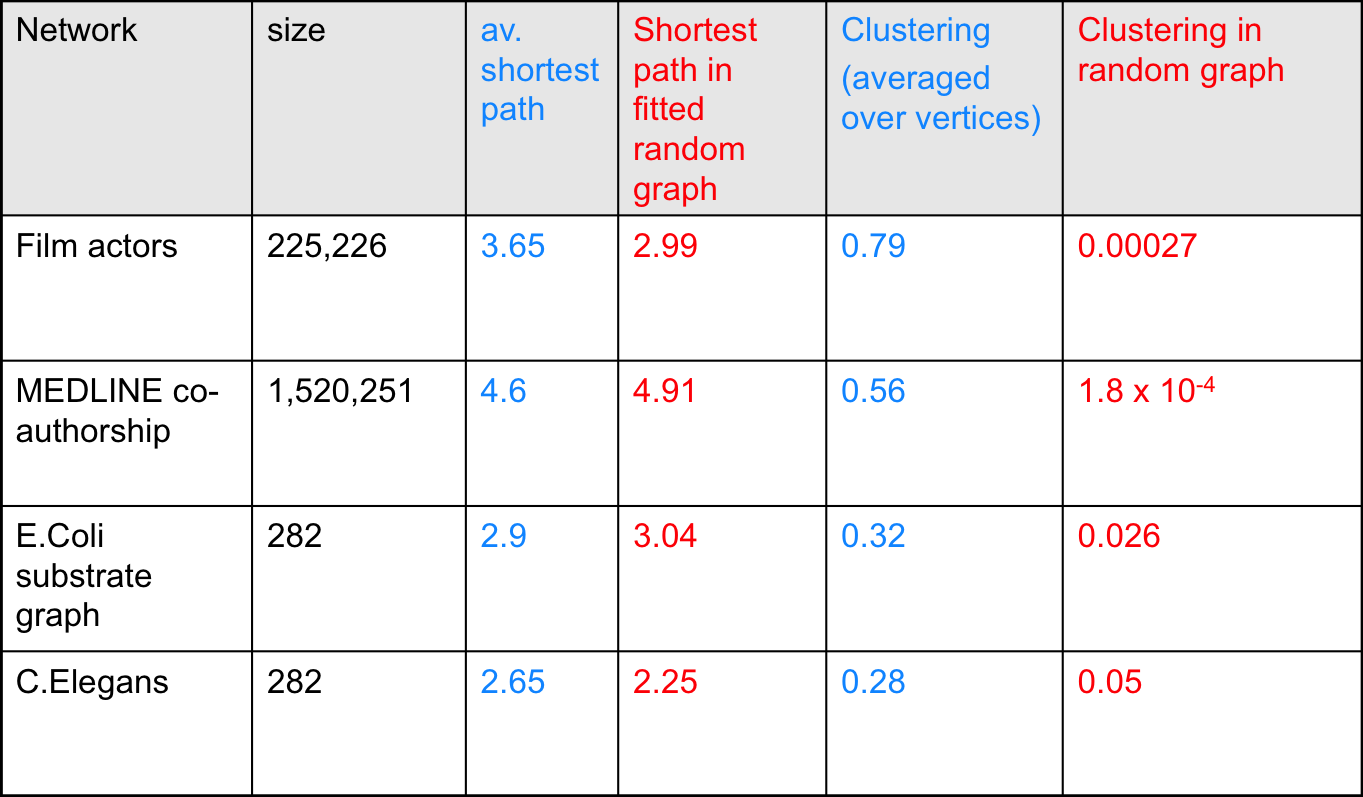 Network
size
av.
shortest
path
Shortest
path in
fitted
random
graph
Clustering
(averaged
over vertices)
Clustering in
random graph
Film actors
225,226
3.65
2.99
0.79
0.00027
MEDLINE co-
authorship
1,520,251
4.6
4.91
0.56
1.8 x 10⁻⁴
E.Coli
substrate
graph
282
2.9
3.04
0.32
0.026
C.Elegans
282
2.65
2.25
0.28
0.05